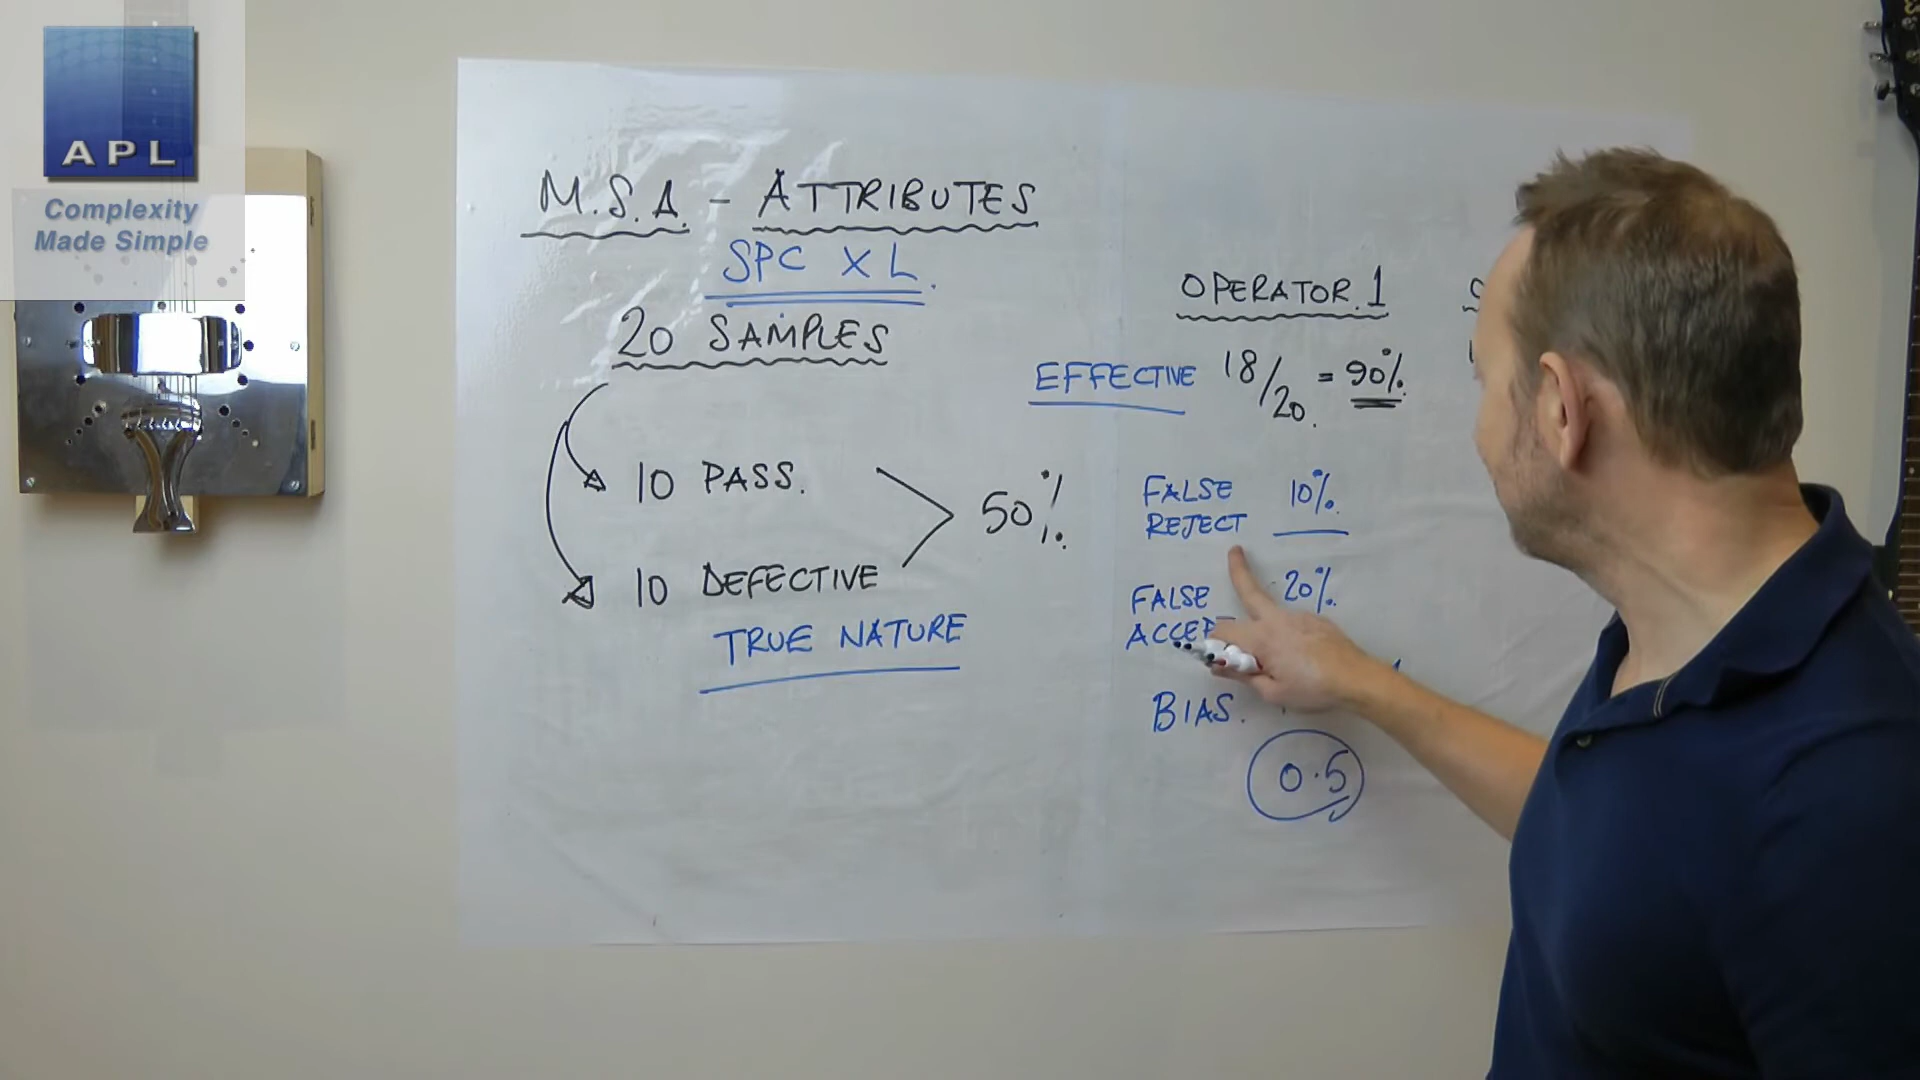 APL
Complexity
Made Simple
M.S.A. - ATTRIBUTES
SPC XL.
20 SAMPLES
10 PASS.
10 DEFECTIVE
50%
TRUE NATURE
OPERATOR.1
EFFECTIVE 18/20 = 90%
FALSE REJECT 10%
FALSE 20%
BIAS.
0.5